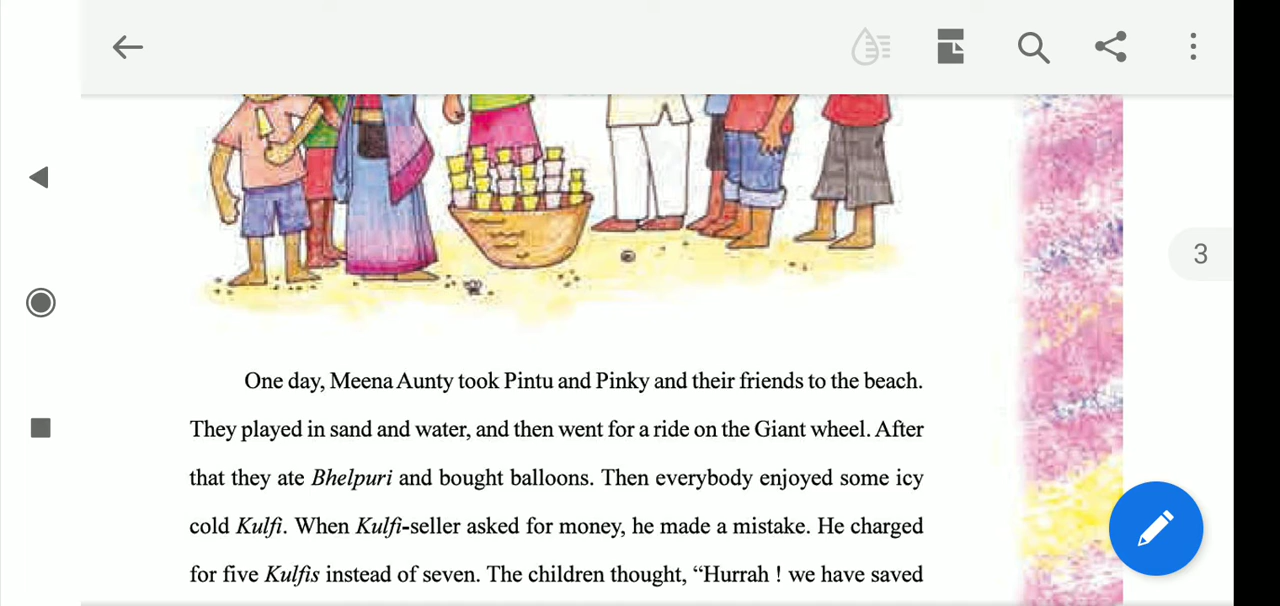 3
One day, Meena Aunty took Pintu and Pinky and their friends to the beach.
They played in sand and water, and then went for a ride on the Giant wheel. After
that they ate Bhelpuri and bought balloons. Then everybody enjoyed some icy
cold Kulfi. When Kulfi-seller asked for money, he made a mistake. He charged
for five Kulfis instead of seven. The children thought, “Hurrah ! we have saved